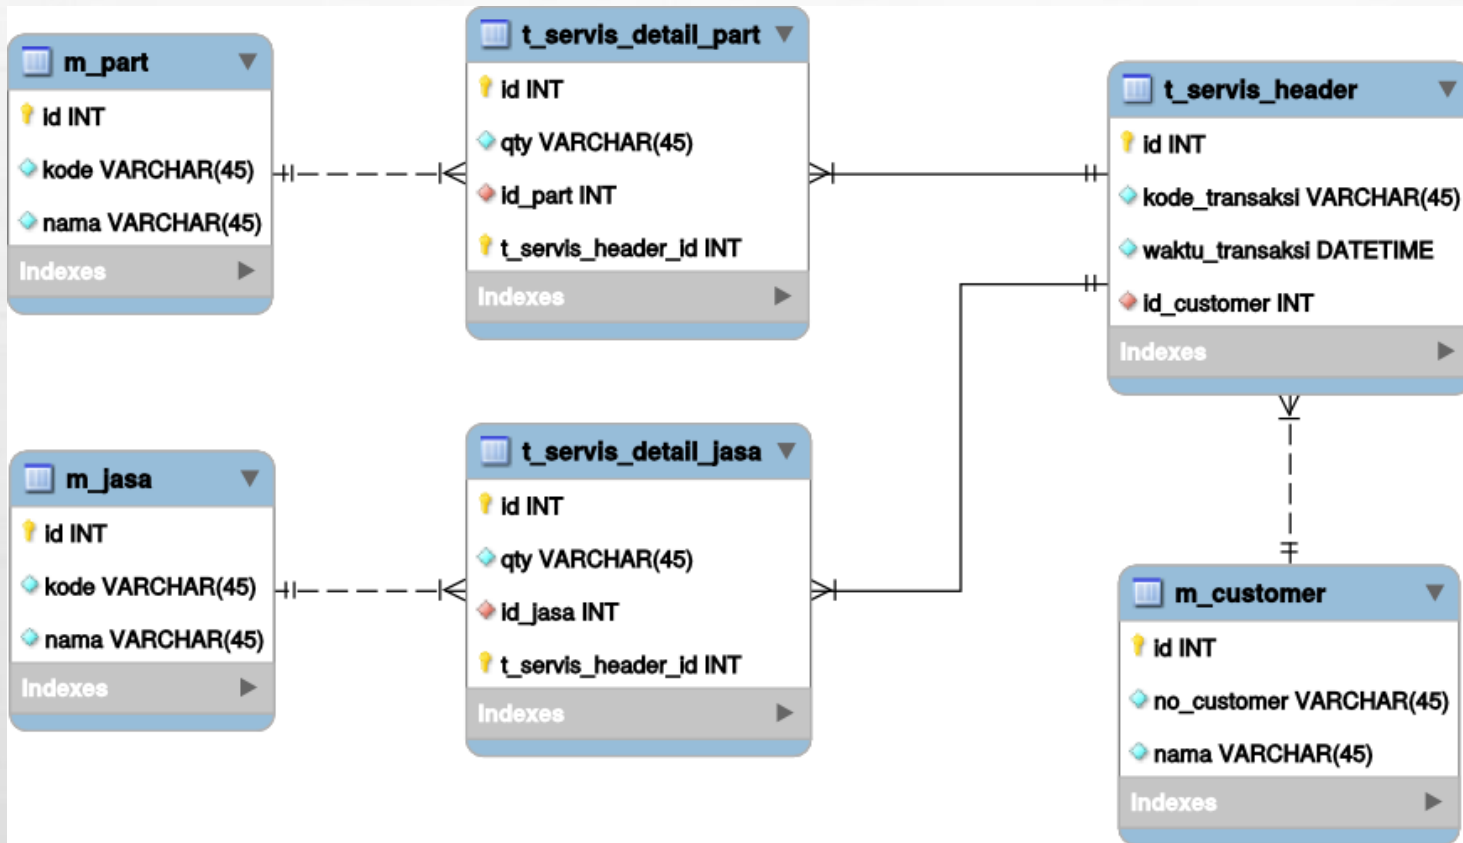 m_part
id INT
kode VARCHAR(45)
nama VARCHAR(45)
Indexes
t_servis_detail_part
id INT
qty VARCHAR(45)
id_part INT
t_servis_header_id INT
Indexes
t_servis_header
id INT
kode_transaksi VARCHAR(45)
waktu_transaksi DATETIME
id_customer INT
Indexes
m_jasa
id INT
kode VARCHAR(45)
nama VARCHAR(45)
Indexes
t_servis_detail_jasa
id INT
qty VARCHAR(45)
id_jasa INT
t_servis_header_id INT
Indexes
m_customer
id INT
no_customer VARCHAR(45)
nama VARCHAR(45)
Indexes